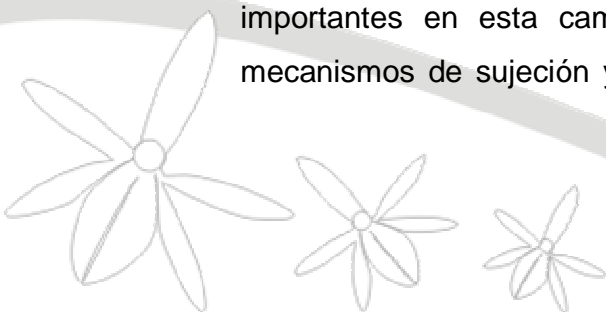 importantes en esta cam
mecanismos de sujeción y